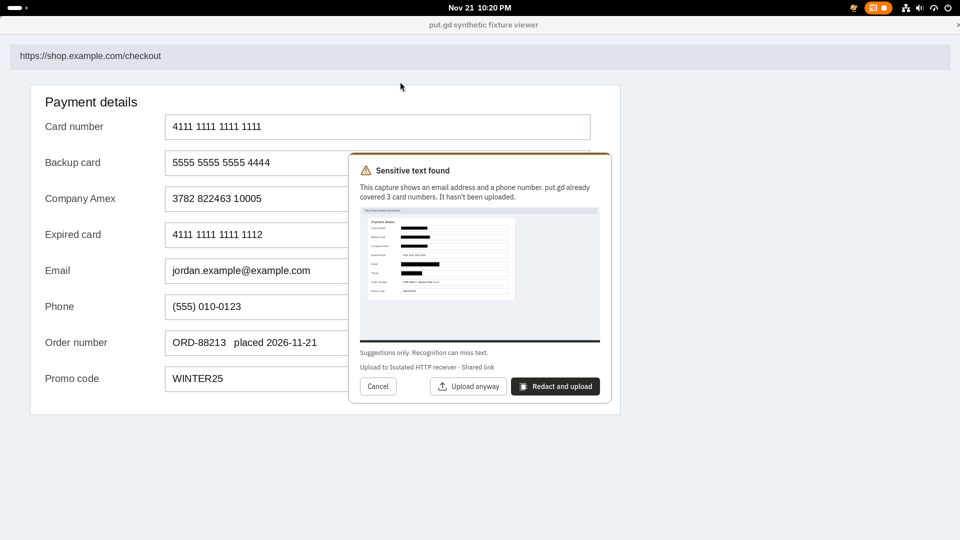 Nov 21 10:20 PM
put.gd synthetic fixture viewer
https://shop.example.com/checkout
Payment details
Card number 4111 1111 1111 1111
Backup card 5555 5555 5555 4444
Company Amex 3782 822463 10005
Expired card 4111 1111 1111 1112
Email jordan.example@example.com
Phone (555) 010-0123
Order number ORD-88213 placed 2026-11-21
Promo code WINTER25
Sensitive text found
This capture shows an email address and a phone number. put.gd already
covered 3 card numbers. It hasn't been uploaded.
Payment details
Suggestions only. Recognition can miss text.
Upload to Isolated HTTP receiver · Shared link
Cancel
Upload anyway
Redact and upload